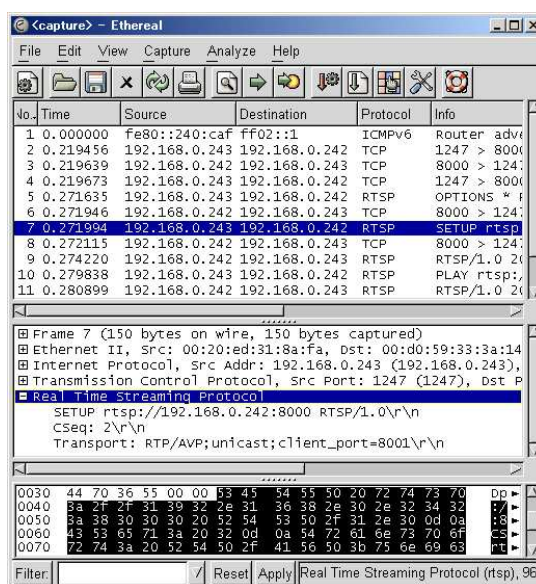 <capture> - Ethereal
File Edit View Capture Analyze Help
No. Time Source Destination Protocol Info
1 0.000000 fe80::240:caf ff02::1 ICMPv6 Router adve
2 0.219456 192.168.0.243 192.168.0.242 TCP 1247 > 8000
3 0.219639 192.168.0.242 192.168.0.243 TCP 8000 > 1247
4 0.219673 192.168.0.243 192.168.0.242 TCP 1247 > 8000
5 0.271635 192.168.0.243 192.168.0.242 RTSP OPTIONS * R
6 0.271946 192.168.0.242 192.168.0.243 TCP 8000 > 1247
7 0.271994 192.168.0.243 192.168.0.242 RTSP SETUP rtsp
8 0.272115 192.168.0.242 192.168.0.243 TCP 8000 > 1247
9 0.274220 192.168.0.242 192.168.0.243 RTSP RTSP/1.0 20
10 0.279838 192.168.0.243 192.168.0.242 RTSP PLAY rtsp:/
11 0.280899 192.168.0.242 192.168.0.243 RTSP RTSP/1.0 20
Frame 7 (150 bytes on wire, 150 bytes captured)
Ethernet II, Src: 00:20:ed:31:8a:fa, Dst: 00:d0:59:33:3a:14
Internet Protocol, Src Addr: 192.168.0.243 (192.168.0.243),
Transmission Control Protocol, Src Port: 1247 (1247), Dst P
Real Time Streaming Protocol
SETUP rtsp://192.168.0.242:8000 RTSP/1.0\r\n
CSeq: 2\r\n
Transport: RTP/AVP;unicast;client_port=8001\r\n
0030 44 70 36 55 00 00 53 45 54 55 50 20 72 74 73 70 Dp
0040 3a 2f 2f 31 39 32 2e 31 36 38 2e 30 2e 32 34 32 :/
0050 3a 38 30 30 30 20 52 54 53 50 2f 31 2e 30 0d 0a :8
0060 43 53 65 71 3a 20 32 0d 0a 54 72 61 6e 73 70 6f CS
0070 72 74 3a 20 52 54 50 2f 41 56 50 3b 75 6e 69 63 rt
Filter: / Reset Apply Real Time Streaming Protocol (rtsp), 96